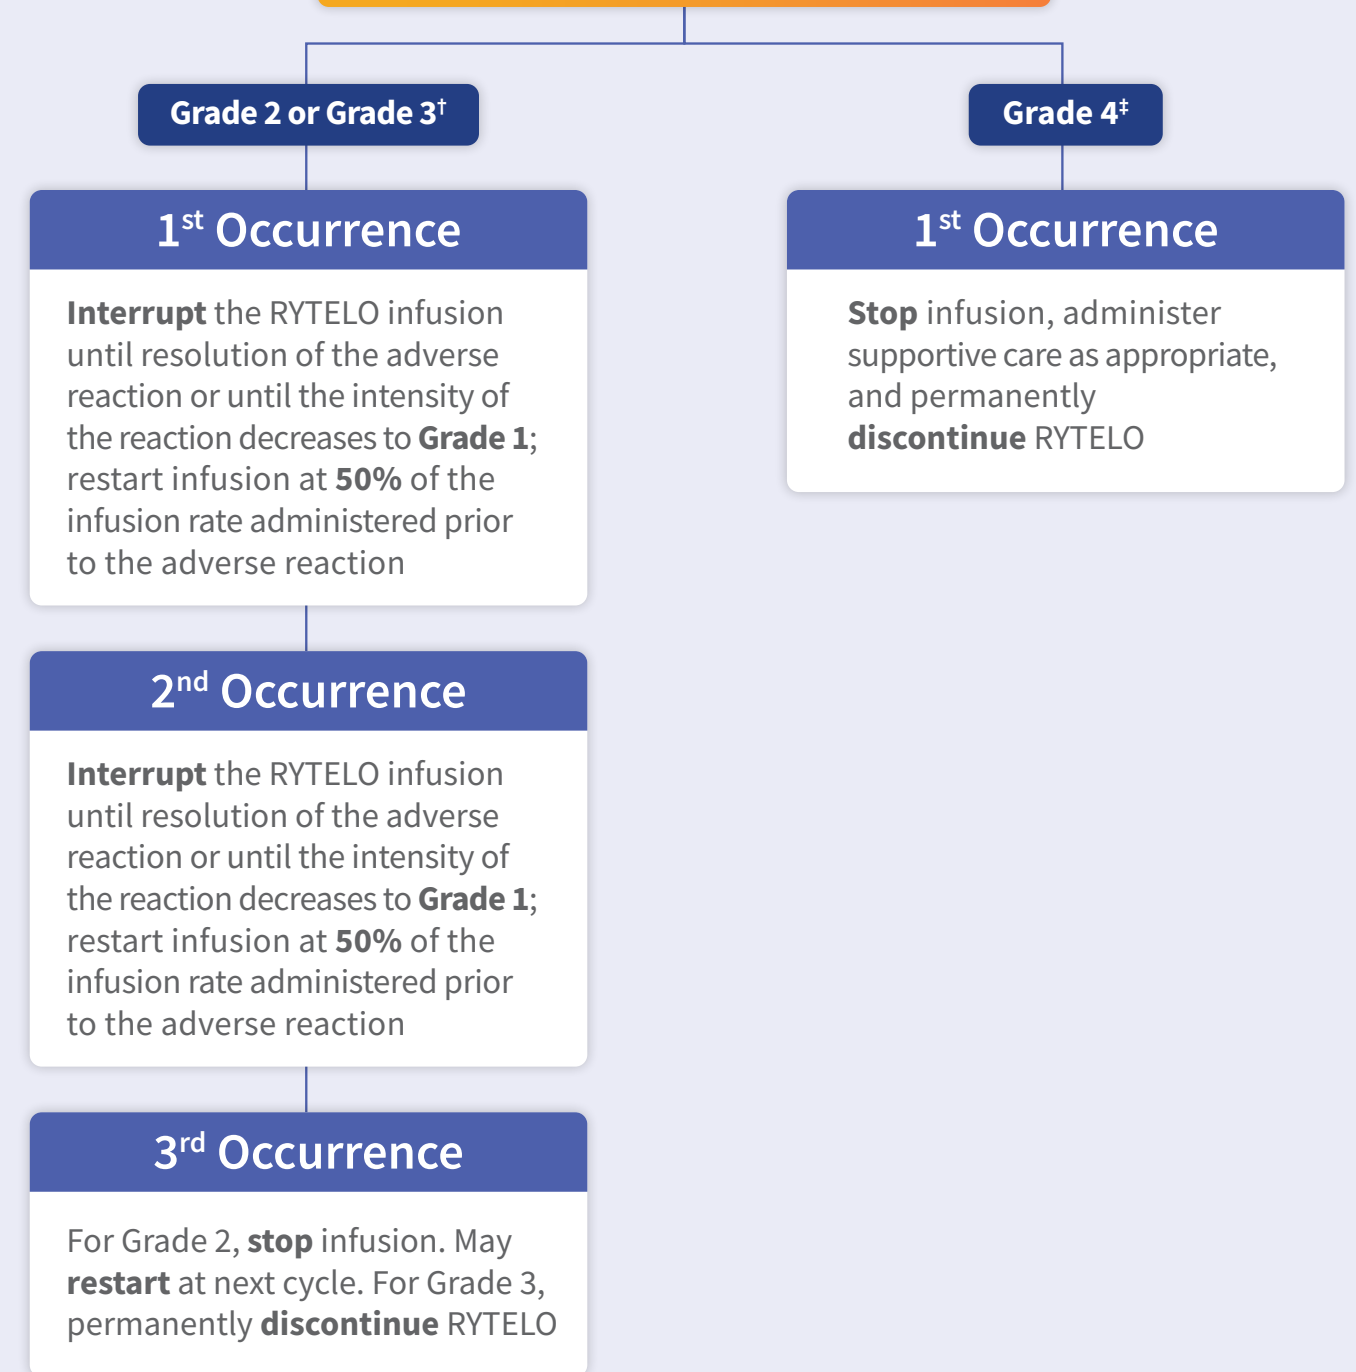 Grade 2 or Grade 3†
1st Occurrence
Interrupt the RYTELO infusion
until resolution of the adverse
reaction or until the intensity of
the reaction decreases to Grade 1;
restart infusion at 50% of the
infusion rate administered prior
to the adverse reaction
2nd Occurrence
Interrupt the RYTELO infusion
until resolution of the adverse
reaction or until the intensity of
the reaction decreases to Grade 1;
restart infusion at 50% of the
infusion rate administered prior
to the adverse reaction
3rd Occurrence
For Grade 2, stop infusion. May
restart at next cycle. For Grade 3,
permanently discontinue RYTELO
Grade 4‡
1st Occurrence
Stop infusion, administer
supportive care as appropriate,
and permanently
discontinue RYTELO